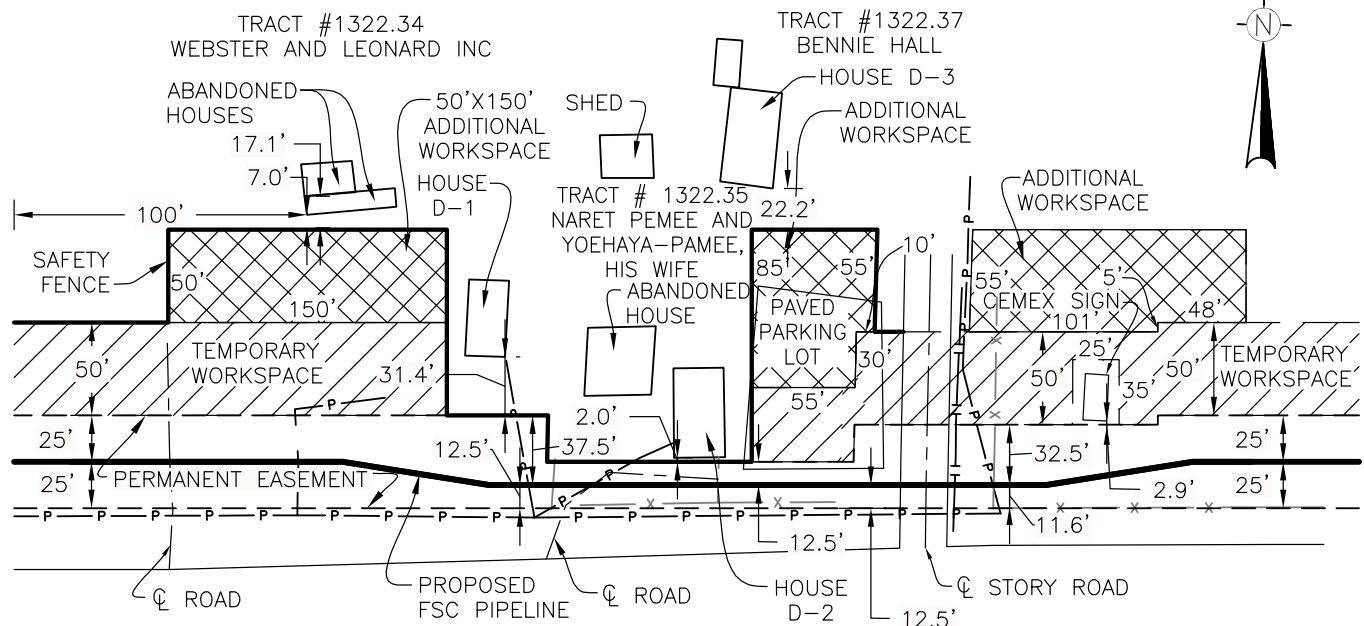 TRACT #1322.34
WEBSTER AND LEONARD INC
TRACT #1322.37
BENNIE HALL
N
HOUSE D-3
ABANDONED
HOUSES
50'X150'
ADDITIONAL
WORKSPACE
SHED
ADDITIONAL
WORKSPACE
17.1'
7.0'
HOUSE
D-1
TRACT # 1322.35
NARET PEMEE AND
YOEHAYA-PAMEE,
HIS WIFE
22.2'
ADDITIONAL
WORKSPACE
100'
10'
SAFETY
FENCE
50'
150'
85'
55'
55'
5'
ABANDONED
HOUSE
CEMEX SIGN
101'
48'
PAVED
PARKING
LOT
30'
50'
TEMPORARY
WORKSPACE
31.4'
25'
50'
35'
50'
TEMPORARY
WORKSPACE
55'
2.0'
P
25'
12.5'
P
37.5'
32.5'
25'
25'
PERMANENT EASEMENT
P
X
X
X
X
X
X
2.9'
25'
P P P P P P P P P P P P P P P P P P
P
P
P
P
H
H
12.5'
11.6'
℄ ROAD
PROPOSED
FSC PIPELINE
℄ ROAD
HOUSE
D-2
12.5'
℄ STORY ROAD